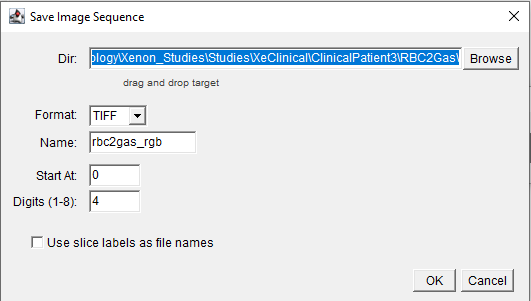 Save Image Sequence
Dir: ology\Xenon_Studies\Studies\XeClinical\ClinicalPatient3\RBC2Gas\ Browse
drag and drop target
Format: TIFF
Name: rbc2gas_rgb
Start At: 0
Digits (1-8): 4
Use slice labels as file names
OK Cancel